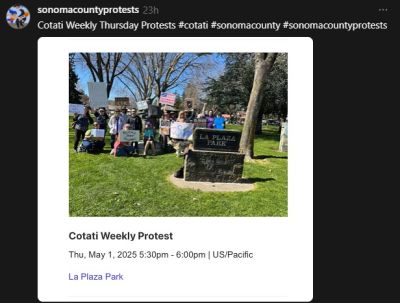 sonomacountyprotests 23h
Cotati Weekly Thursday Protests #cotati #sonomacounty #sonomacountyprotests
LA PLAZA
PARK
Cotati Weekly Protest
Thu, May 1, 2025 5:30pm - 6:00pm | US/Pacific
La Plaza Park